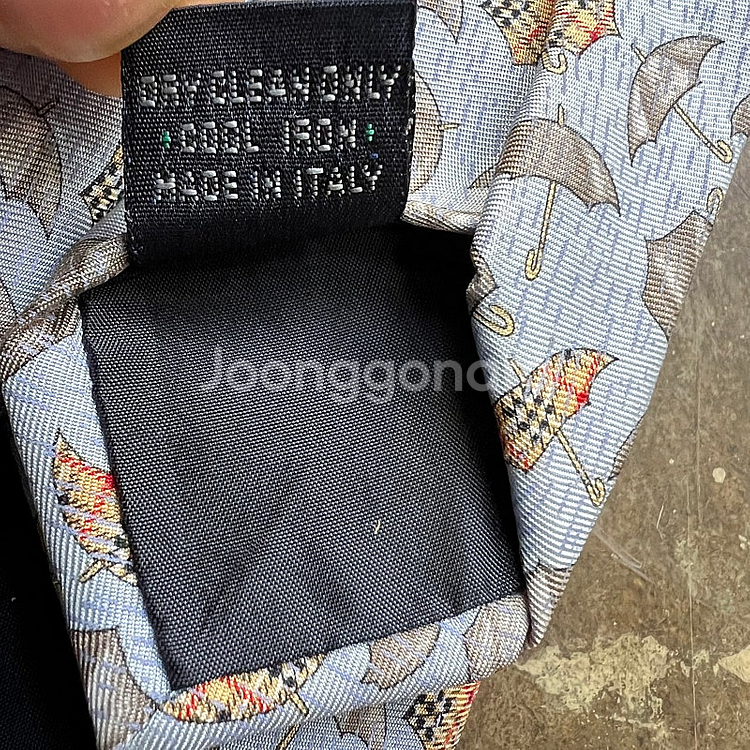 DRY CLEAN ONLY
COOL IRON
MADE IN ITALY
Joonggonara